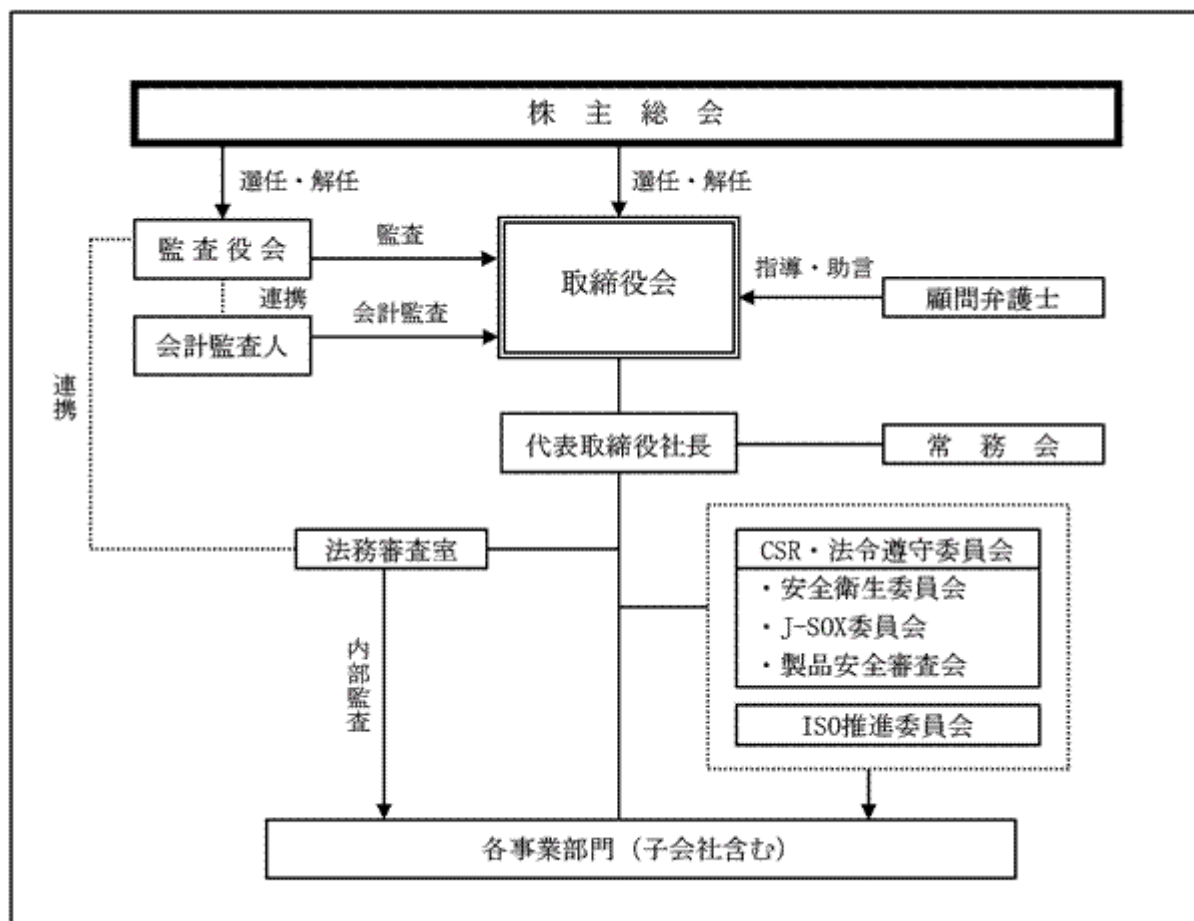 株主総会
選任・解任
選任・解任
監査役会
監査
取締役会
指導・助言
顧問弁護士
連携
会計監査
会計監査人
連携
代表取締役社長
常務会
法務審査室
CSR・法令遵守委員会
・安全衛生委員会
・J-SOX委員会
・製品安全審査会
内部監査
ISO推進委員会
各事業部門（子会社含む）